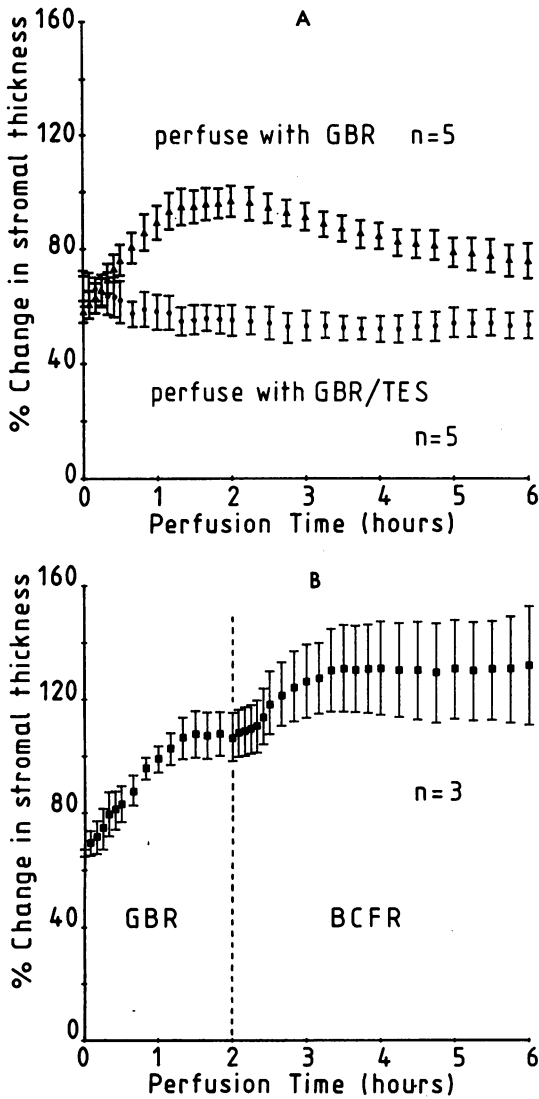 A
% Change in stromal thickness
160
120
80
40
0
perfuse with GBR n=5
perfuse with GBR/TES
n=5
0 1 2 3 4 5 6
Perfusion Time (hours)
B
% Change in stromal thickness
160
120
80
40
0
n=3
GBR BCFR
0 1 2 3 4 5 6
Perfusion Time (hours)